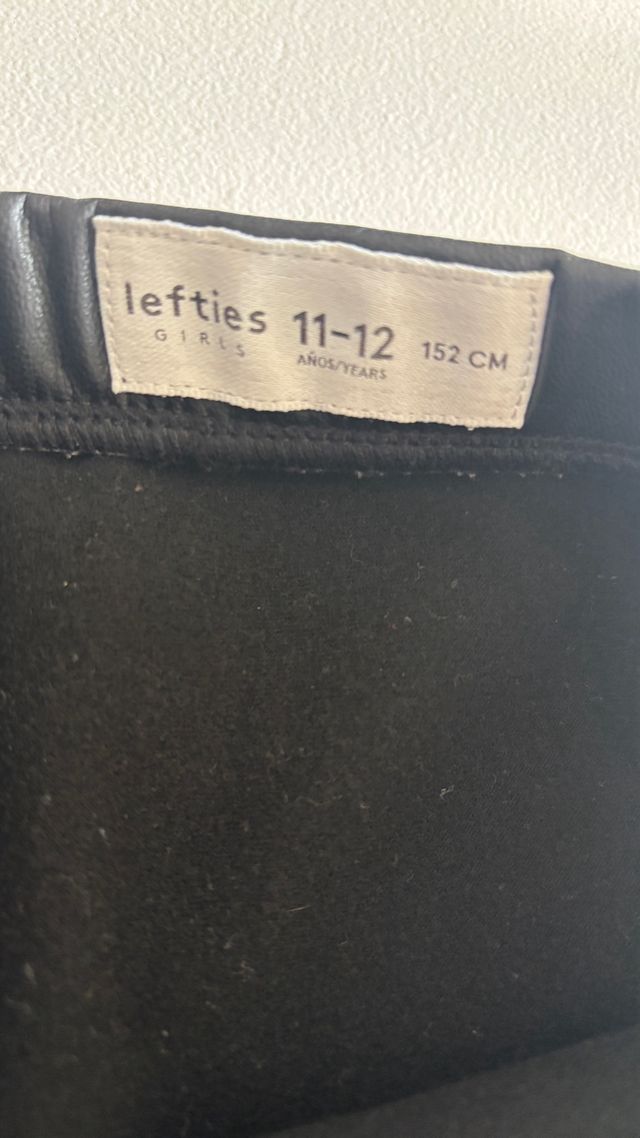 lefties 11-12 152 CM
GIRLS AÑOS/YEARS